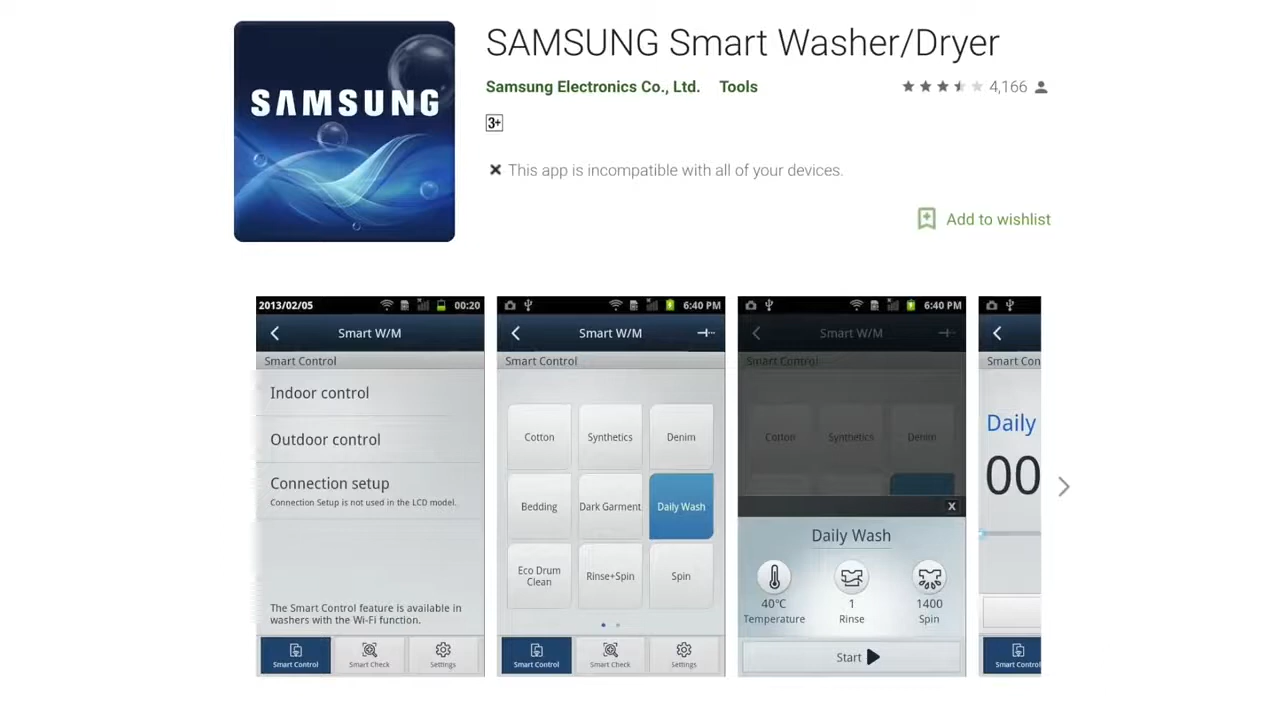 SAMSUNG
SAMSUNG Smart Washer/Dryer
Samsung Electronics Co., Ltd. Tools
4,166
3+
This app is incompatible with all of your devices.
Add to wishlist
2013/02/05 00:20
Smart W/M
Smart Control
Indoor control
Outdoor control
Connection setup
Connection Setup is not used in the LCD model.
The Smart Control feature is available in
washers with the Wi-Fi function.
Smart Control Smart Check Settings
6:40 PM
Smart W/M
Smart Control
Cotton Synthetics Denim
Bedding Dark Garment Daily Wash
Eco Drum
Clean
Rinse+Spin Spin
Smart Control Smart Check Settings
6:40 PM
Smart W/M
Smart Control
Cotton Synthetics Denim
X
Daily Wash
40°C 1 1400
Temperature Rinse Spin
Start
Smart Con
Daily
00
Smart Control